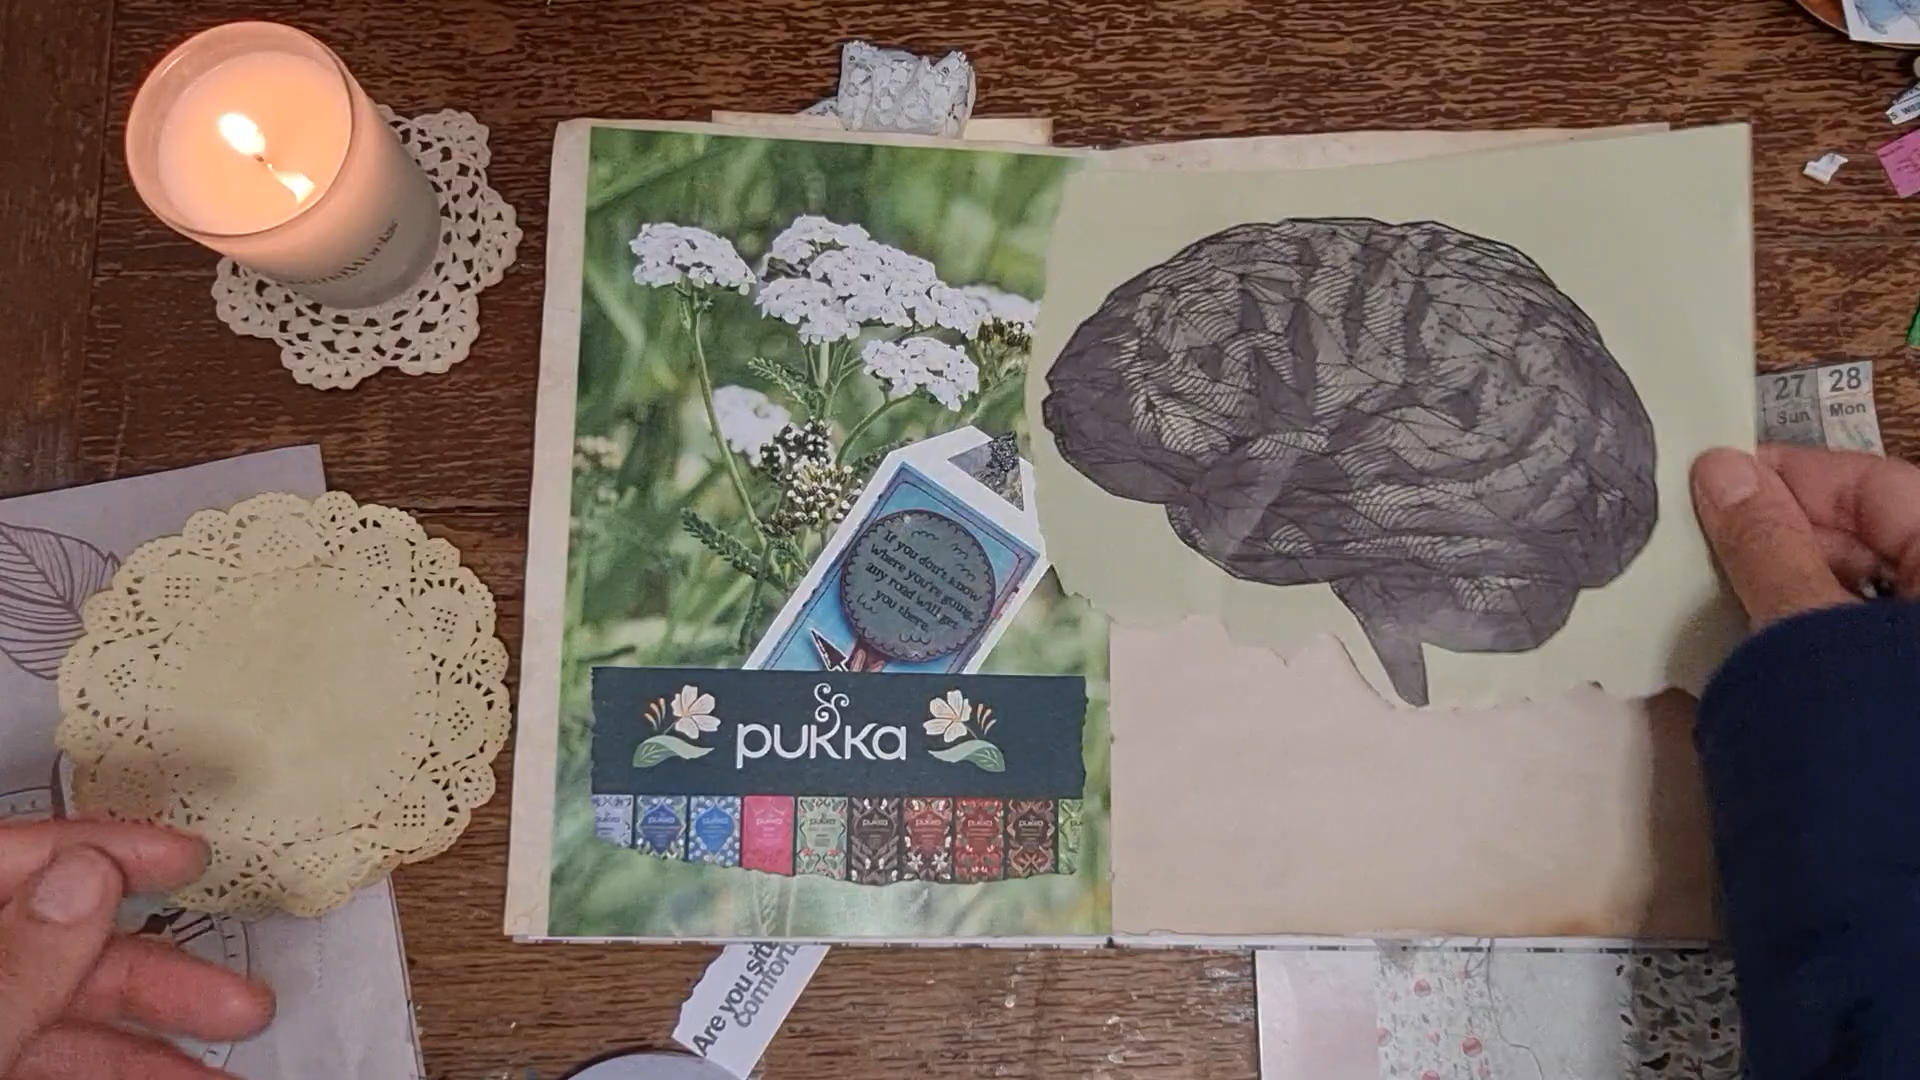 27 28
Sun Mon
If you don't know
where you're going,
any road will get
you there.
pukka
Are you sit
comfort